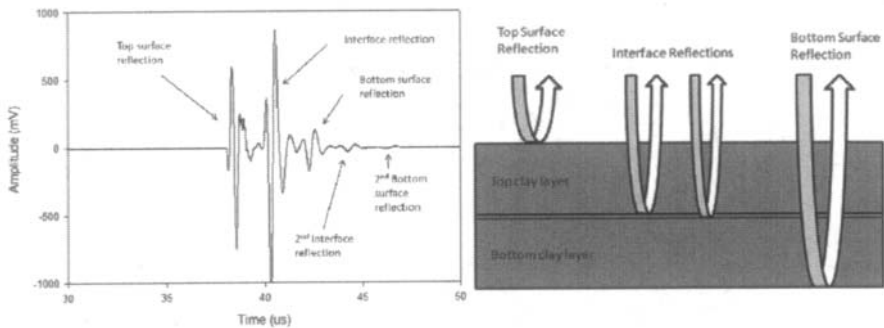 1000
500
0
-500
-1000
30
35
40
45
50
Amplitude (mV)
Time (us)
Top surface
reflection
Interface reflection
Bottom surface
reflection
2nd Bottom
surface
reflection
2nd Interface
reflection
Top Surface
Reflection
Interface Reflections
Bottom Surface
Reflection
Top clay layer
Bottom clay layer